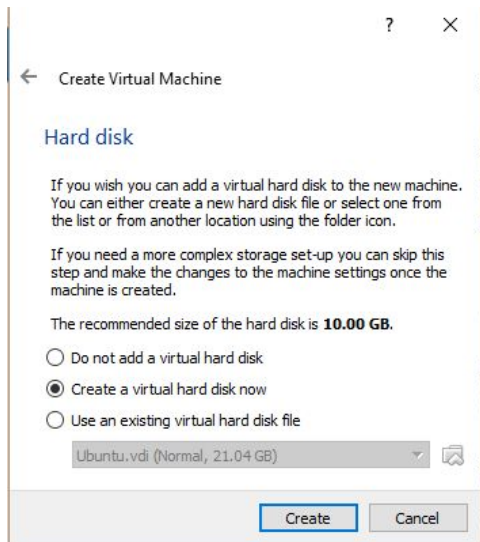 ?
Create Virtual Machine
Hard disk
If you wish you can add a virtual hard disk to the new machine.
You can either create a new hard disk file or select one from
the list or from another location using the folder icon.
If you need a more complex storage set-up you can skip this
step and make the changes to the machine settings once the
machine is created.
The recommended size of the hard disk is 10.00 GB.
Do not add a virtual hard disk
Create a virtual hard disk now
Use an existing virtual hard disk file
Ubuntu.vdi (Normal, 21.04 GB)
Create Cancel